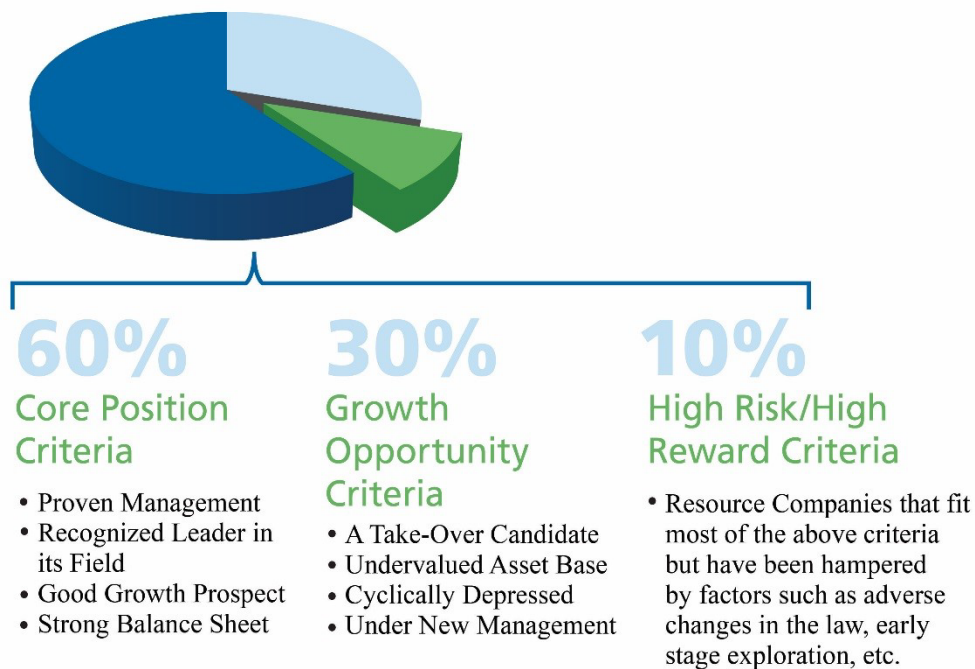 60%
Core Position
Criteria
• Proven Management
• Recognized Leader in
its Field
• Good Growth Prospect
• Strong Balance Sheet
30%
Growth
Opportunity
Criteria
• A Take-Over Candidate
• Undervalued Asset Base
• Cyclically Depressed
• Under New Management
10%
High Risk/High
Reward Criteria
• Resource Companies that fit
most of the above criteria
but have been hampered
by factors such as adverse
changes in the law, early
stage exploration, etc.